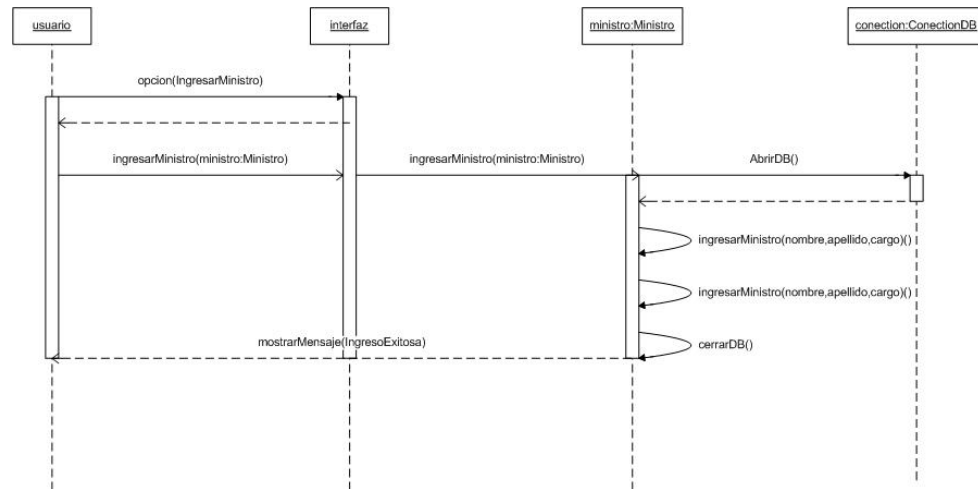 usuario
interfaz
ministro:Ministro
conection:ConectionDB
opcion(IngresarMinistro)
ingresarMinistro(ministro:Ministro)
ingresarMinistro(ministro:Ministro)
AbrirDB()
ingresarMinistro(nombre,apellido,cargo)()
ingresarMinistro(nombre,apellido,cargo)()
mostrarMensaje(IngresoExitosa)
cerrarDB()